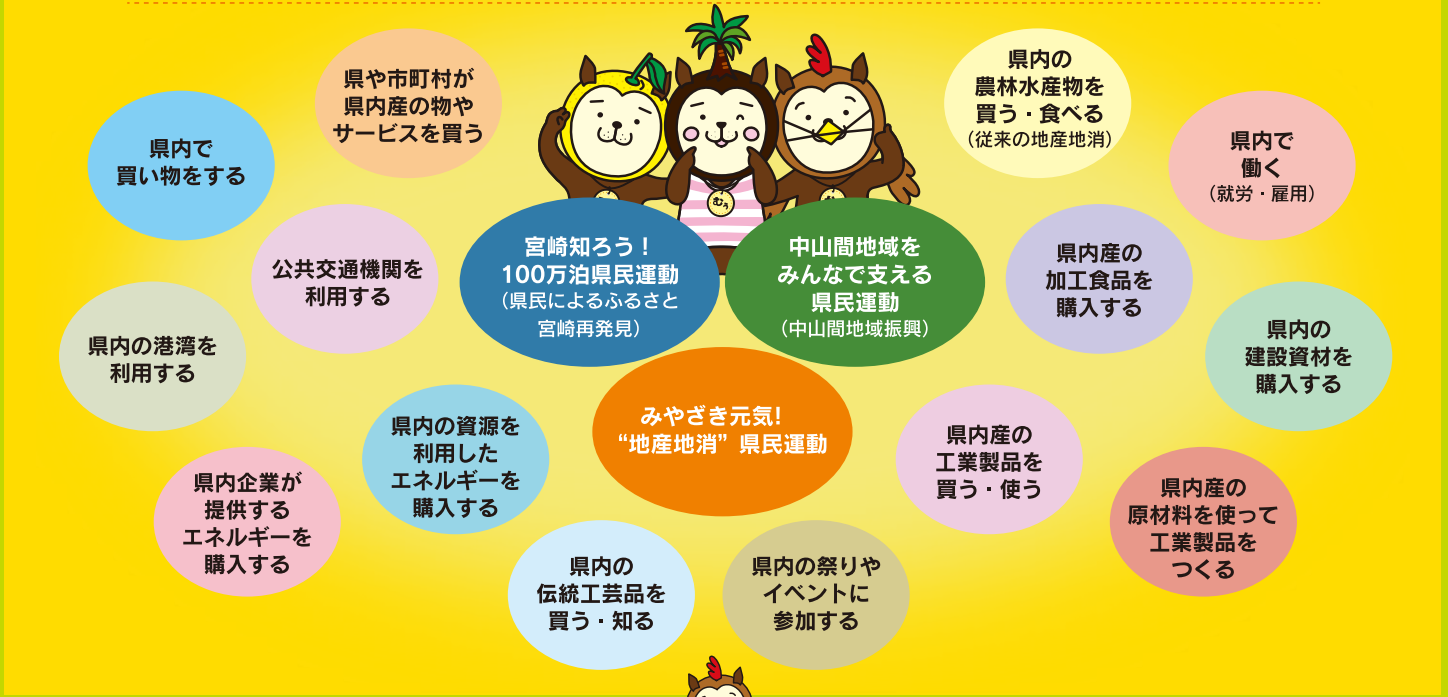 県や市町村が
県内産の物や
サービスを買う
県内の
農林水産物を
買う・食べる
（従来の地産地消）
県内で
買い物をする
県内で
働く
（就労・雇用）
むぅ
公共交通機関を
利用する
宮崎知ろう！
100万泊県民運動
（県民によるふるさと
宮崎再発見）
中山間地域を
みんなで支える
県民運動
（中山間地域振興）
県内産の
加工食品を
購入する
県内の港湾を
利用する
県内の
建設資材を
購入する
県内の資源を
利用した
エネルギーを
購入する
みやざき元気!
“地産地消” 県民運動
県内産の
工業製品を
買う・使う
県内企業が
提供する
エネルギーを
購入する
県内産の
原材料を使って
工業製品を
つくる
県内の
伝統工芸品を
買う・知る
県内の祭りや
イベントに
参加する